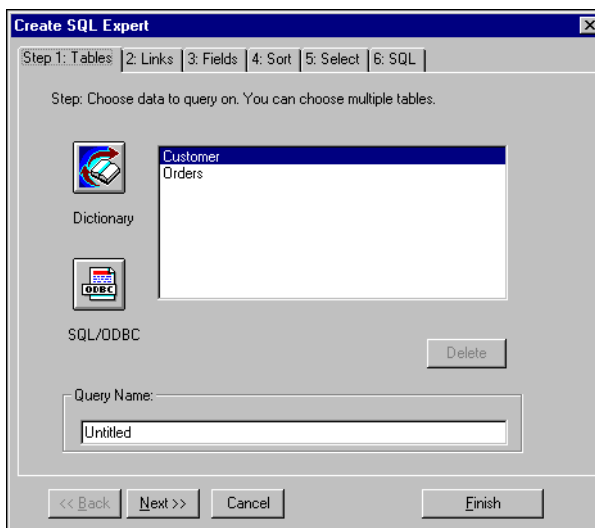 Create SQL Expert
Step 1: Tables 2: Links 3: Fields 4: Sort 5: Select 6: SQL
Step: Choose data to query on. You can choose multiple tables.
Customer
Orders
Dictionary
ODBC
SQL/ODBC
Delete
Query Name:
Untitled
<< Back Next >> Cancel Finish